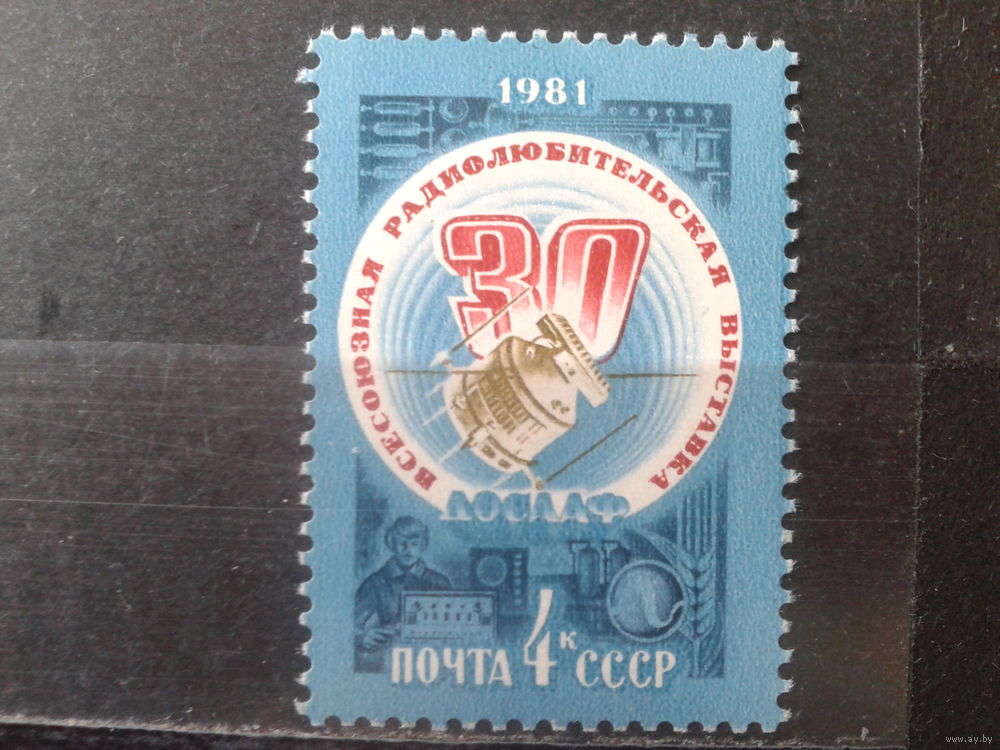 1981
ВСЕСОЮЗНАЯ РАДИОЛЮБИТЕЛЬСКАЯ ВЫСТАВКА
30
ДОСААФ
ПОЧТА 4к СССР
www.ay.by